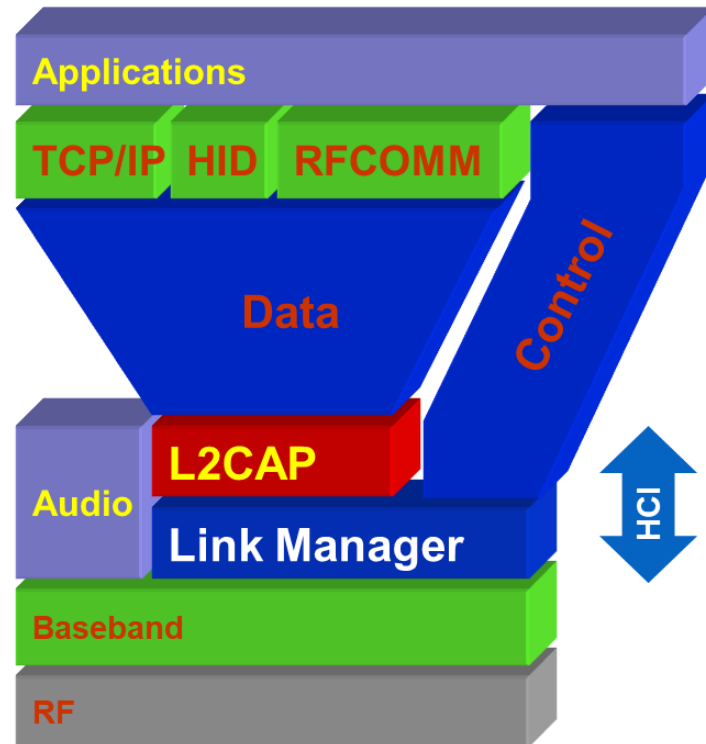 Applications
TCP/IP HID RFCOMM
Data
Control
L2CAP
Audio
HCI
Link Manager
Baseband
RF